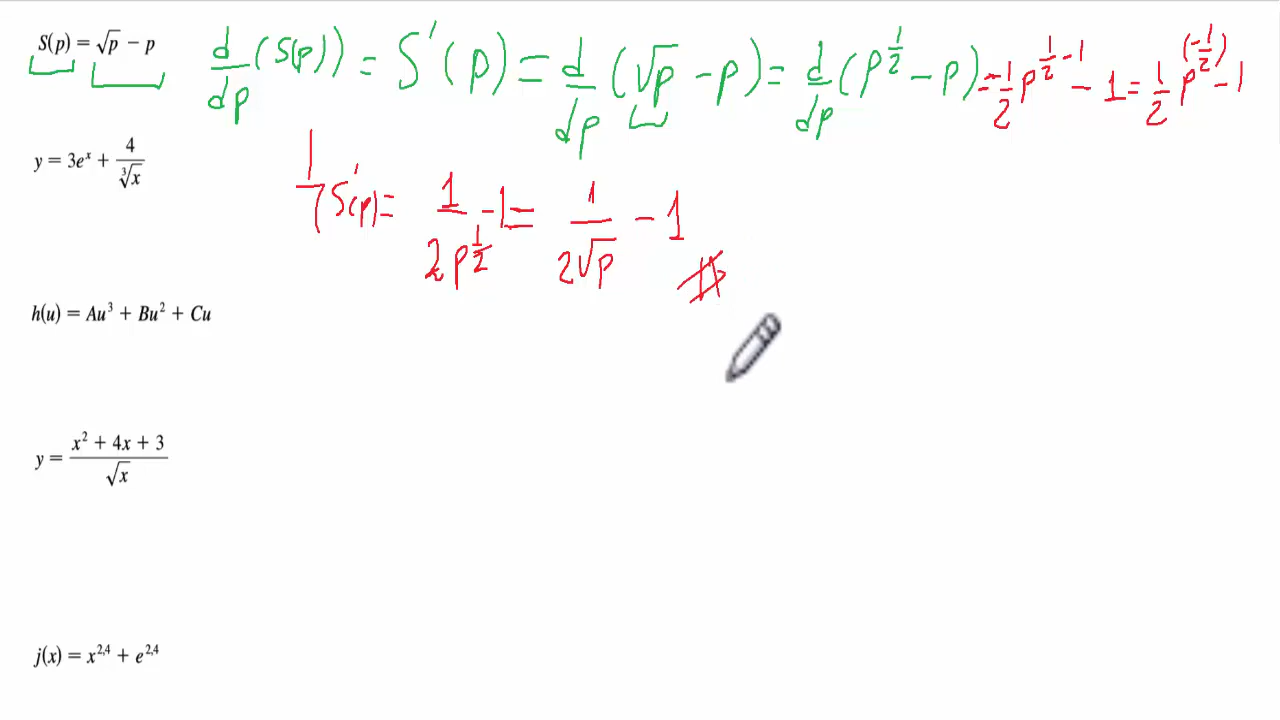 S(p) = √p − p
d/dp (S(p)) = S'(p) = d/dp (√p − p) = d/dp (p^(1/2) − p) = 1/2 p^(1/2 − 1) − 1 = 1/2 p^(−1/2) − 1
S'(p) = 1/(2p^(1/2)) − 1 = 1/(2√p) − 1 #
y = 3eˣ + 4/∛x
h(u) = Au³ + Bu² + Cu
y = (x² + 4x + 3)/√x
j(x) = x^2,4 + e^2,4